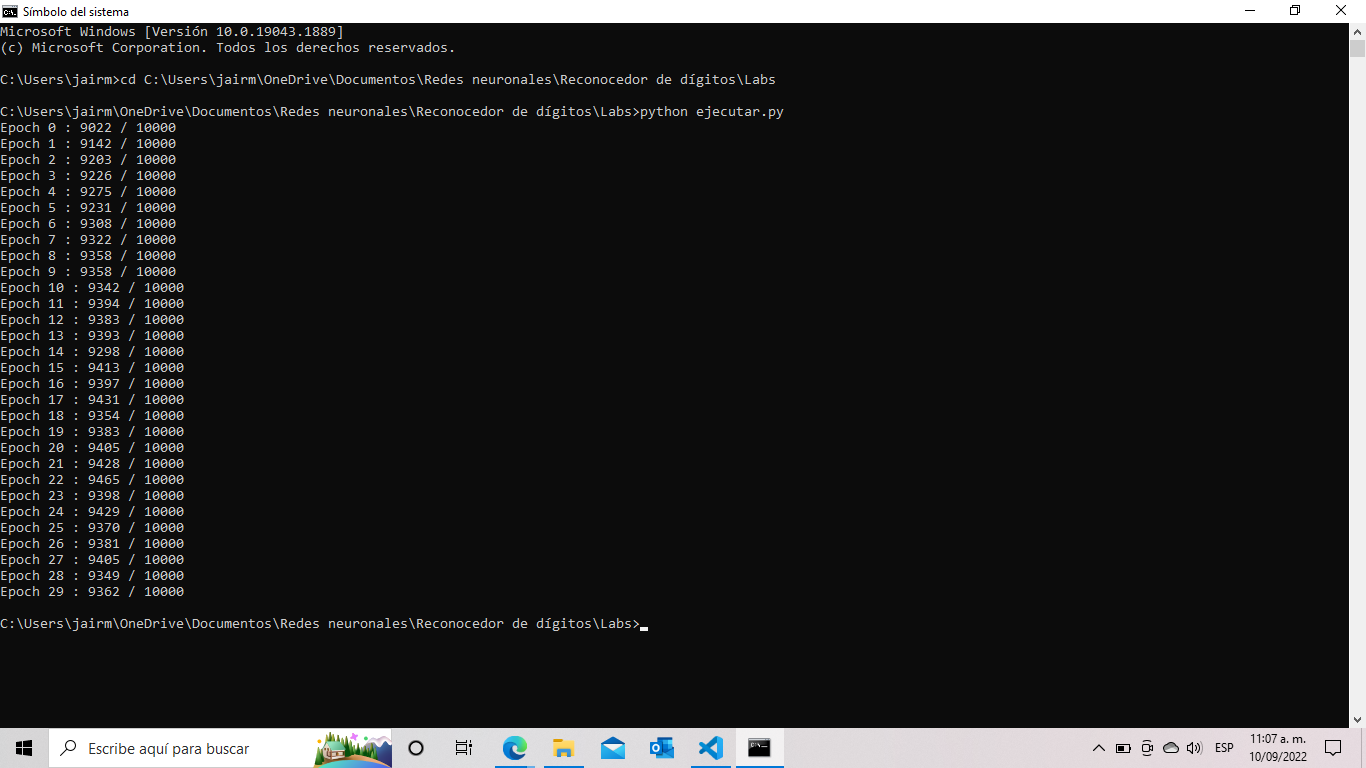 Símbolo del sistema
Microsoft Windows [Versión 10.0.19043.1889]
(c) Microsoft Corporation. Todos los derechos reservados.
C:\Users\jairm>cd C:\Users\jairm\OneDrive\Documentos\Redes neuronales\Reconocedor de dígitos\Labs
C:\Users\jairm\OneDrive\Documentos\Redes neuronales\Reconocedor de dígitos\Labs>python ejecutar.py
Epoch 0 : 9022 / 10000
Epoch 1 : 9142 / 10000
Epoch 2 : 9203 / 10000
Epoch 3 : 9226 / 10000
Epoch 4 : 9275 / 10000
Epoch 5 : 9231 / 10000
Epoch 6 : 9308 / 10000
Epoch 7 : 9322 / 10000
Epoch 8 : 9358 / 10000
Epoch 9 : 9358 / 10000
Epoch 10 : 9342 / 10000
Epoch 11 : 9394 / 10000
Epoch 12 : 9383 / 10000
Epoch 13 : 9393 / 10000
Epoch 14 : 9298 / 10000
Epoch 15 : 9413 / 10000
Epoch 16 : 9397 / 10000
Epoch 17 : 9431 / 10000
Epoch 18 : 9354 / 10000
Epoch 19 : 9383 / 10000
Epoch 20 : 9405 / 10000
Epoch 21 : 9428 / 10000
Epoch 22 : 9465 / 10000
Epoch 23 : 9398 / 10000
Epoch 24 : 9429 / 10000
Epoch 25 : 9370 / 10000
Epoch 26 : 9381 / 10000
Epoch 27 : 9405 / 10000
Epoch 28 : 9349 / 10000
Epoch 29 : 9362 / 10000
C:\Users\jairm\OneDrive\Documentos\Redes neuronales\Reconocedor de dígitos\Labs>
Escribe aquí para buscar
ESP
11:07 a. m.
10/09/2022